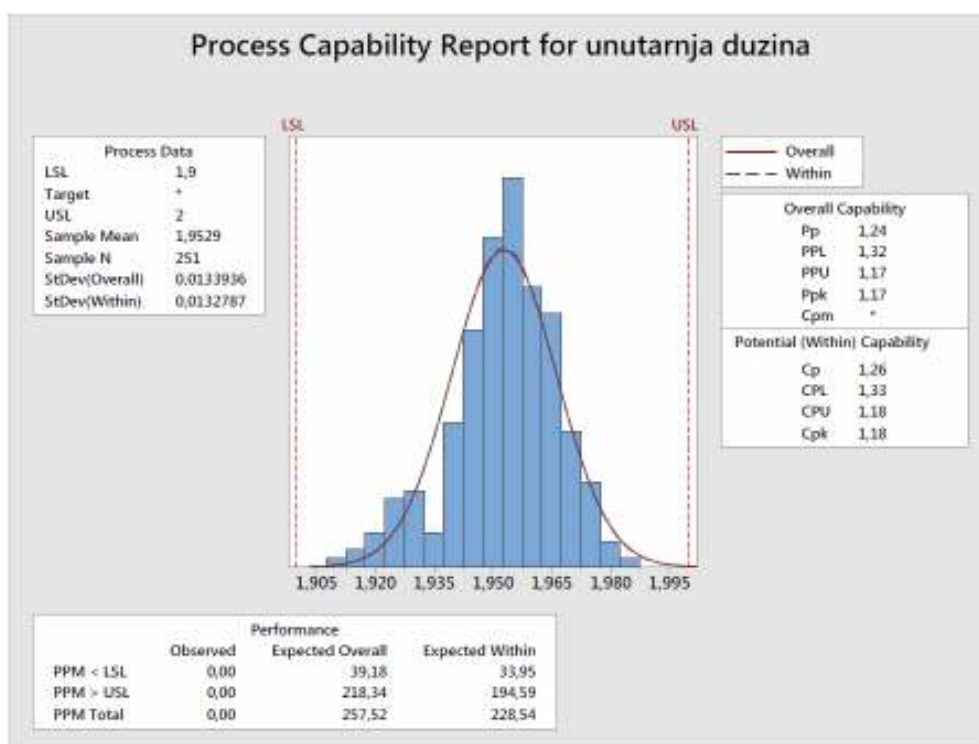 Process Capability Report for unutarnja duzina
LSL USL
Process Data
LSL 1,9
Target *
USL 2
Sample Mean 1,9529
Sample N 251
StDev(Overall) 0,0133936
StDev(Within) 0,0132787
Overall
Within
Overall Capability
Pp 1,24
PPL 1,32
PPU 1,17
Ppk 1,17
Cpm *
Potential (Within) Capability
Cp 1,26
CPL 1,33
CPU 1,18
Cpk 1,18
1,905 1,920 1,935 1,950 1,965 1,980 1,995
Performance
Observed Expected Overall Expected Within
PPM < LSL 0,00 39,18 33,95
PPM > USL 0,00 218,34 194,59
PPM Total 0,00 257,52 228,54